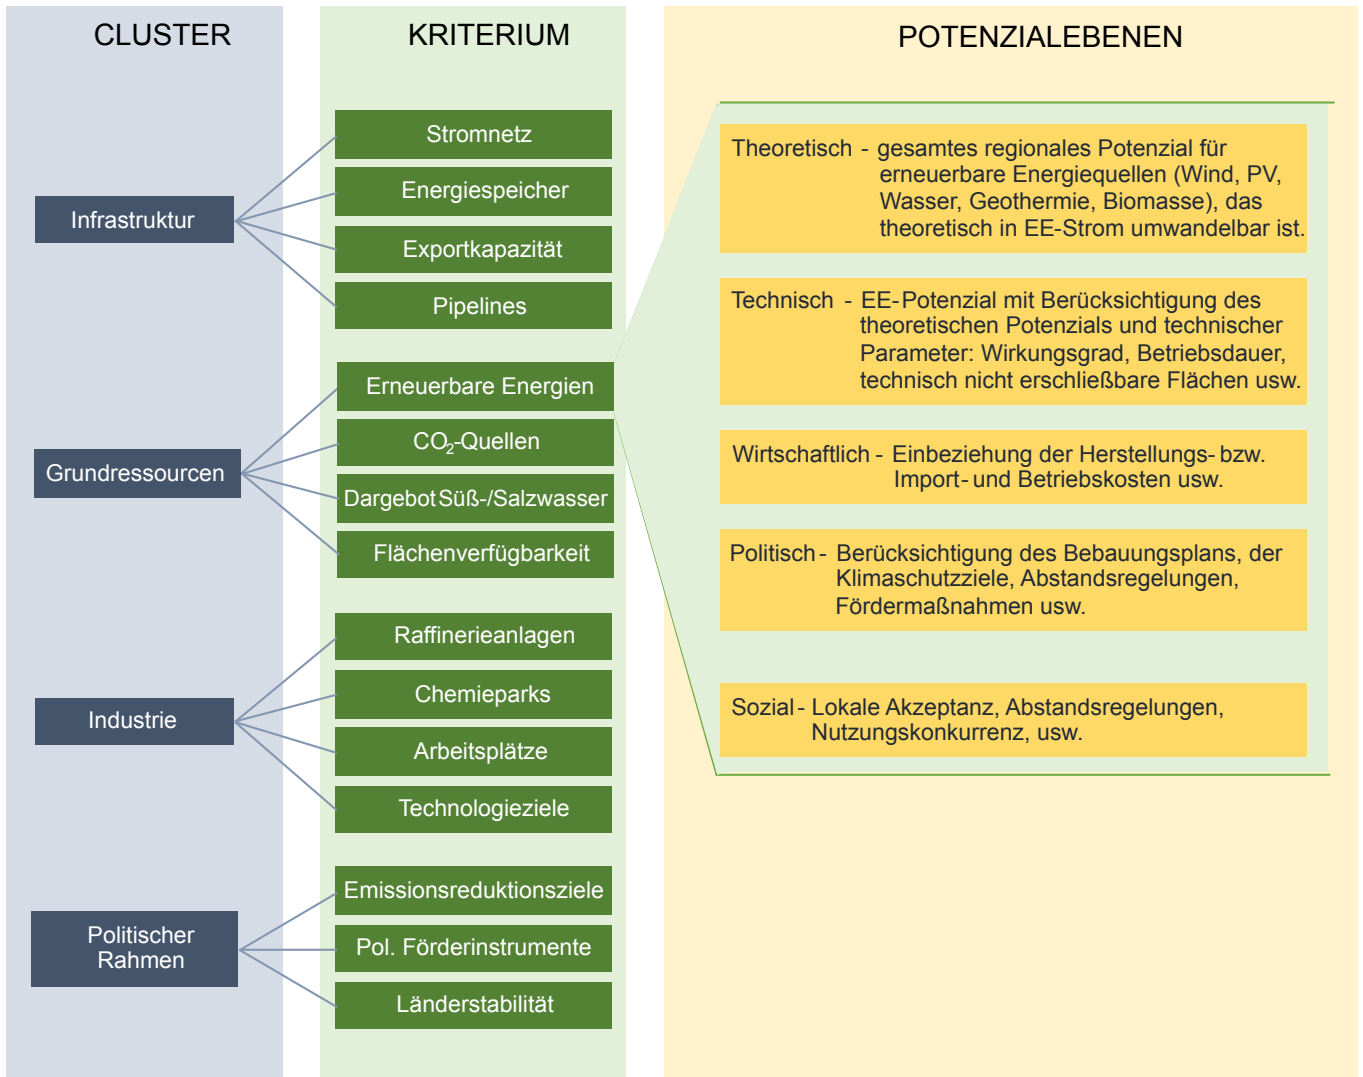 CLUSTER
KRITERIUM
POTENZIALEBENEN
Infrastruktur
Stromnetz
Energiespeicher
Exportkapazität
Pipelines
Grundressourcen
Erneuerbare Energien
CO₂-Quellen
Dargebot Süß-/Salzwasser
Flächenverfügbarkeit
Industrie
Raffinerieanlagen
Chemieparks
Arbeitsplätze
Technologieziele
Politischer
Rahmen
Emissionsreduktionsziele
Pol. Förderinstrumente
Länderstabilität
Theoretisch - gesamtes regionales Potenzial für
erneuerbare Energiequellen (Wind, PV,
Wasser, Geothermie, Biomasse), das
theoretisch in EE-Strom umwandelbar ist.
Technisch - EE-Potenzial mit Berücksichtigung des
theoretischen Potenzials und technischer
Parameter: Wirkungsgrad, Betriebsdauer,
technisch nicht erschließbare Flächen usw.
Wirtschaftlich - Einbeziehung der Herstellungs- bzw.
Import- und Betriebskosten usw.
Politisch - Berücksichtigung des Bebauungsplans, der
Klimaschutzziele, Abstandsregelungen,
Fördermaßnahmen usw.
Sozial - Lokale Akzeptanz, Abstandsregelungen,
Nutzungskonkurrenz, usw.